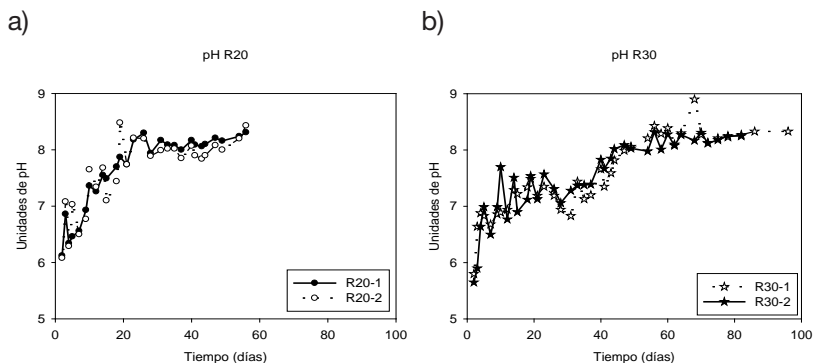 a)
pH R20
Unidades de pH
9
8
7
6
5
R20-1
R20-2
0 20 40 60 80 100
Tiempo (días)
b)
pH R30
Unidades de pH
9
8
7
6
5
R30-1
R30-2
0 20 40 60 80 100
Tiempo (días)